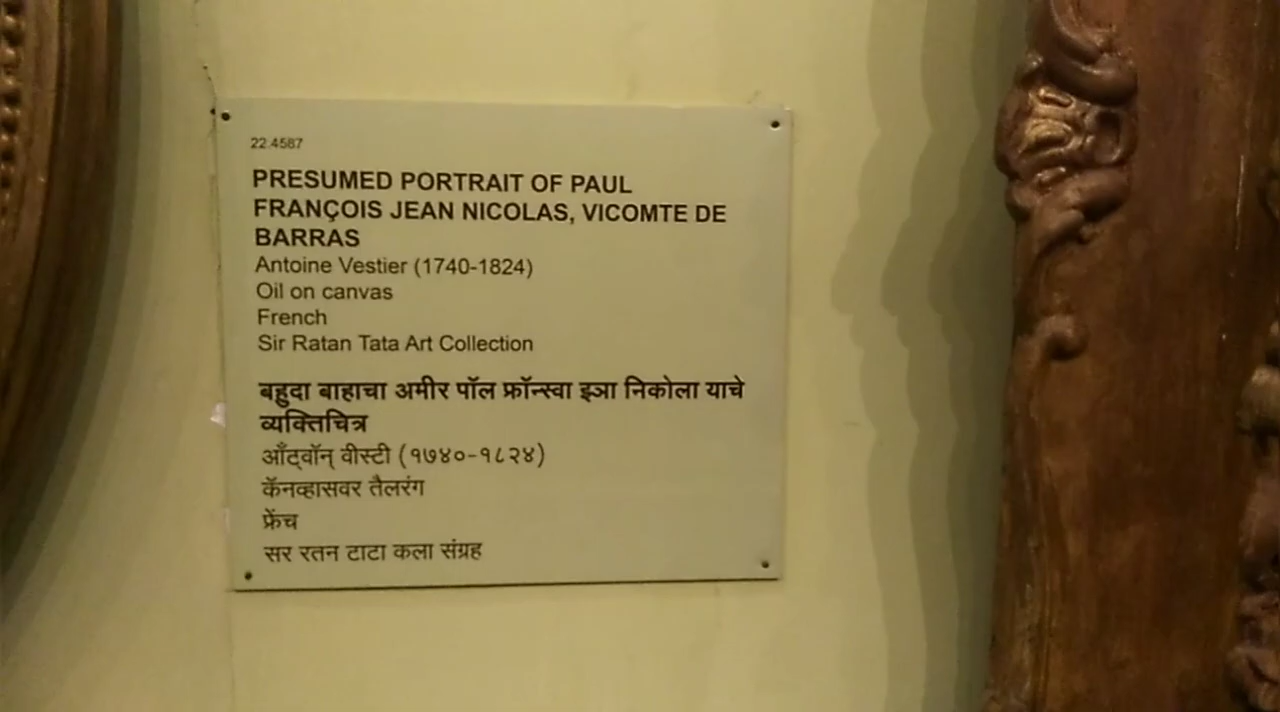 22.4587
PRESUMED PORTRAIT OF PAUL
FRANÇOIS JEAN NICOLAS, VICOMTE DE
BARRAS
Antoine Vestier (1740-1824)
Oil on canvas
French
Sir Ratan Tata Art Collection
बहुदा बाहाचा अमीर पॉल फ्रॉन्स्वा झ्ञा निकोला याचे
व्यक्तिचित्र
आँट्वॉन् वीस्टी (१७४०-१८२४)
कॅनव्हासवर तैलरंग
फ्रेंच
सर रतन टाटा कला संग्रह